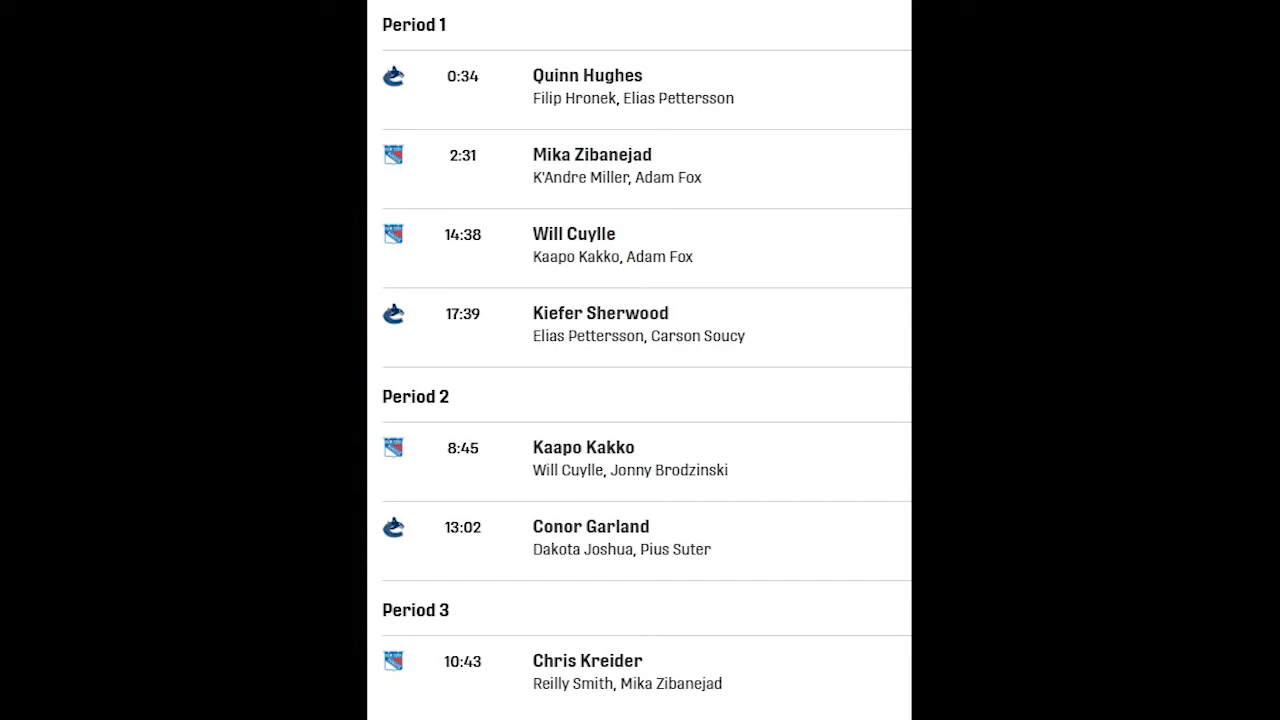 Period 1
0:34 Quinn Hughes
Filip Hronek, Elias Pettersson
2:31 Mika Zibanejad
K'Andre Miller, Adam Fox
14:38 Will Cuylle
Kaapo Kakko, Adam Fox
17:39 Kiefer Sherwood
Elias Pettersson, Carson Soucy
Period 2
8:45 Kaapo Kakko
Will Cuylle, Jonny Brodzinski
13:02 Conor Garland
Dakota Joshua, Pius Suter
Period 3
10:43 Chris Kreider
Reilly Smith, Mika Zibanejad